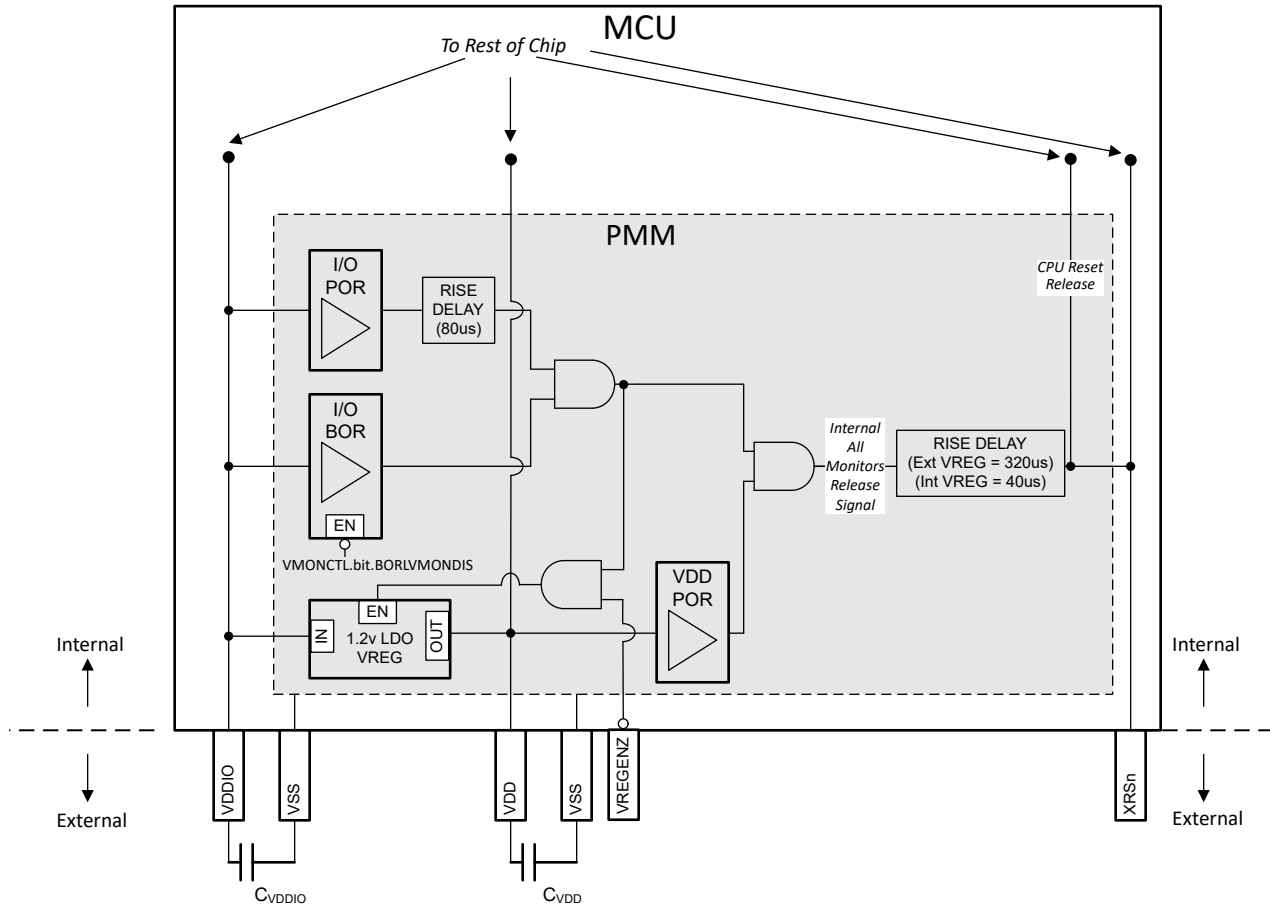 MCU
To Rest of Chip
PMM
I/O
POR
RISE
DELAY
(80us)
CPU Reset
Release
I/O
BOR
EN
VMONCTL.bit.BORLVMONDIS
Internal
All
Monitors
Release
Signal
RISE DELAY
(Ext VREG = 320us)
(Int VREG = 40us)
EN
IN
1.2v LDO
VREG
OUT
VDD
POR
Internal
External
Internal
External
VDDIO
VSS
VDD
VSS
VREGENZ
XRSn
CVDDIO
CVDD